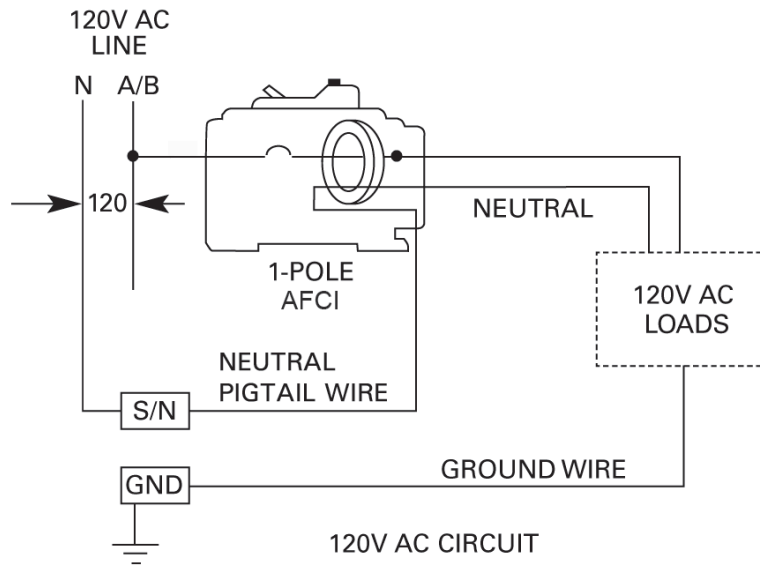 120V AC
LINE
N A/B
120
NEUTRAL
1-POLE
AFCI
120V AC
LOADS
NEUTRAL
PIGTAIL WIRE
S/N
GROUND WIRE
GND
120V AC CIRCUIT